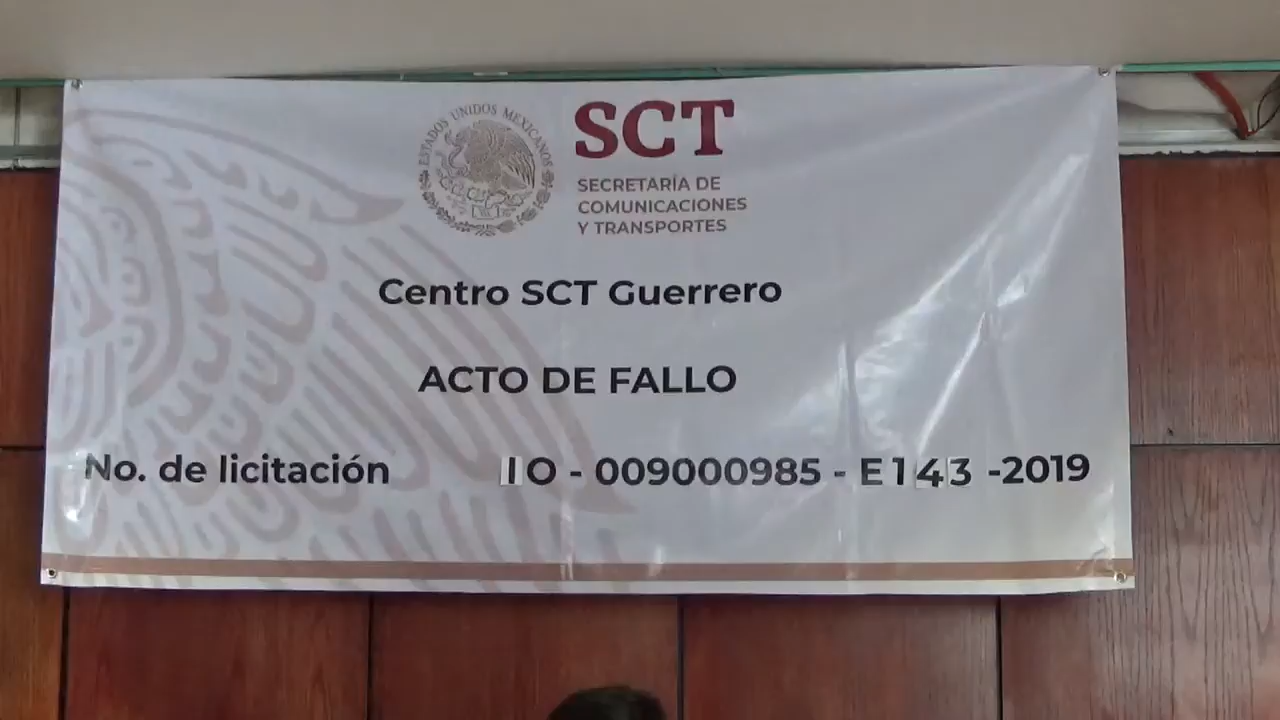 ESTADOS UNIDOS MEXICANOS
SCT
SECRETARÍA DE
COMUNICACIONES
Y TRANSPORTES
Centro SCT Guerrero
ACTO DE FALLO
No. de licitación IO - 009000985 - E143 -2019